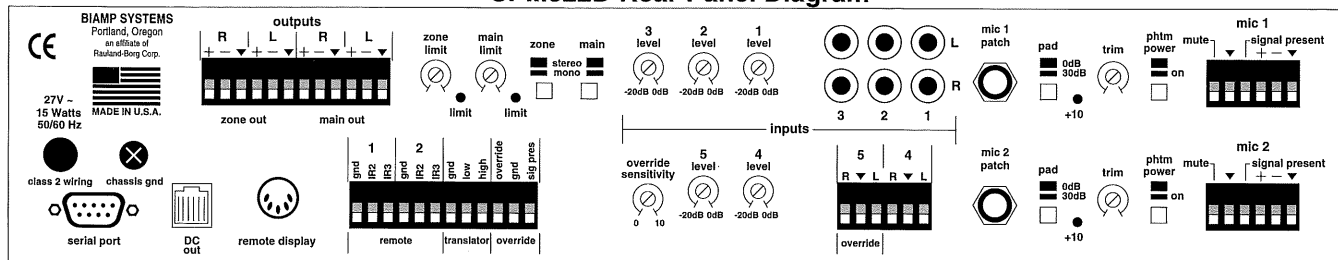 BIAMP SYSTEMS
Portland, Oregon
an affiliate of
Rauland-Borg Corp.
MADE IN U.S.A.
CE
27V ~
15 Watts
50/60 Hz
class 2 wiring
chassis gnd
serial port
DC
out
remote display
outputs
R L R L
+ − ▼ + − + − ▼ + −
zone out
main out
zone
limit
main
limit
limit
limit
zone main
stereo
mono
1 2
gnd
IR2
IR3
gnd
IR2
IR3
gnd
low
high
override
gnd
sig pres
remote
translator
override
3
level
2
level
1
level
-20dB 0dB
-20dB 0dB
-20dB 0dB
L
R
3 2 1
inputs
override
sensitivity
0 10
5
level
4
level
-20dB 0dB
-20dB 0dB
5 4
R ▼ L R ▼ L
override
mic 1
patch
pad
0dB
30dB
+10
trim
phtm
power
on
mic 1
mute
▼
signal present
+ − ▼
mic 2
patch
pad
0dB
30dB
+10
trim
phtm
power
on
mic 2
mute
▼
signal present
+ − ▼